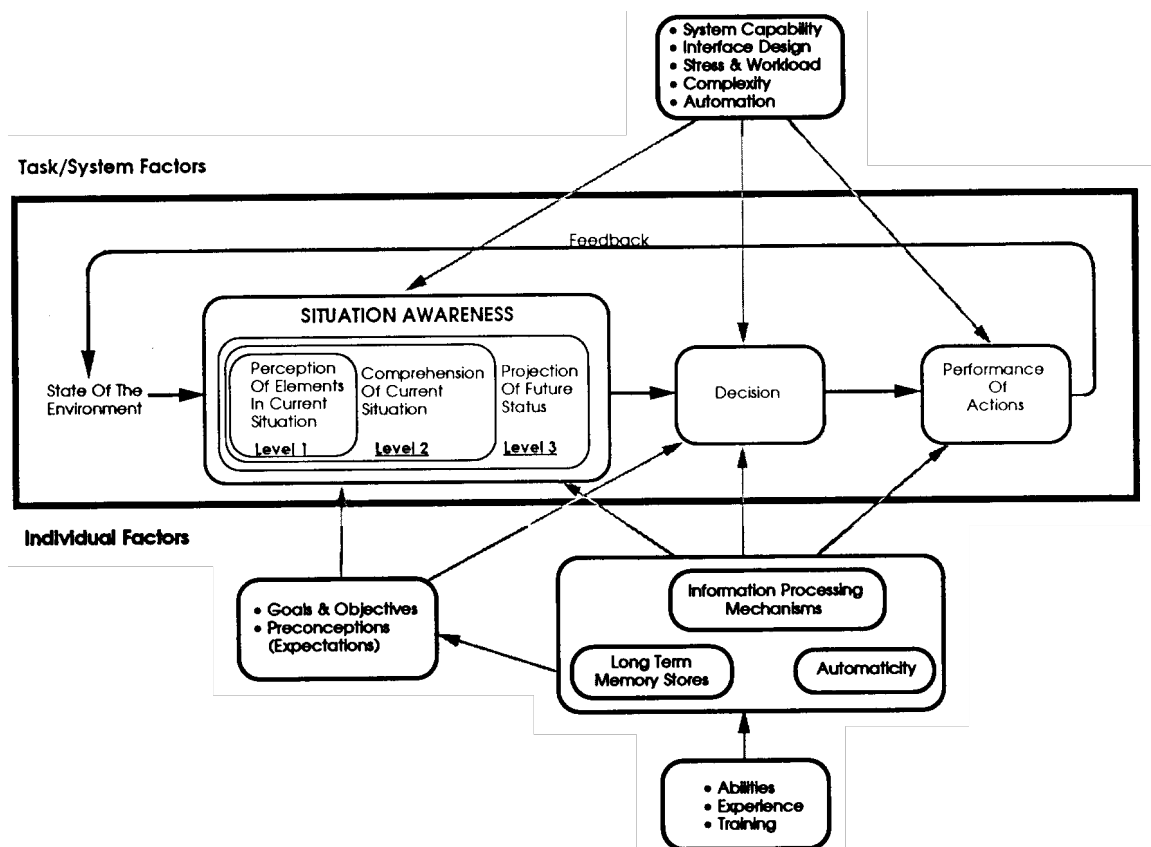 • System Capability
• Interface Design
• Stress & Workload
• Complexity
• Automation
Task/System Factors
Feedback
SITUATION AWARENESS
Perception
Of Elements
In Current
Situation
Level 1
Comprehension
Of Current
Situation
Level 2
Projection
Of Future
Status
Level 3
State Of The
Environment
Decision
Performance
Of
Actions
Individual Factors
• Goals & Objectives
• Preconceptions
(Expectations)
Information Processing
Mechanisms
Long Term
Memory Stores
Automaticity
• Abilities
• Experience
• Training